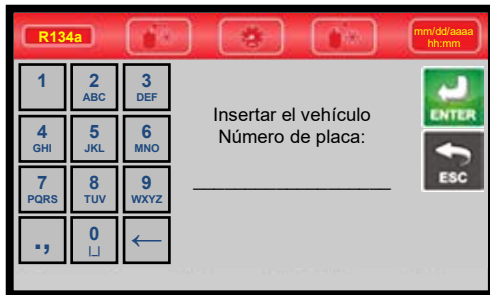 R134a
mm/dd/aaaa
hh:mm
1
2
ABC
3
DEF
4
GHI
5
JKL
6
MNO
7
PQRS
8
TUV
9
WXYZ
.,
0
Insertar el vehículo
Número de placa:
ENTER
ESC